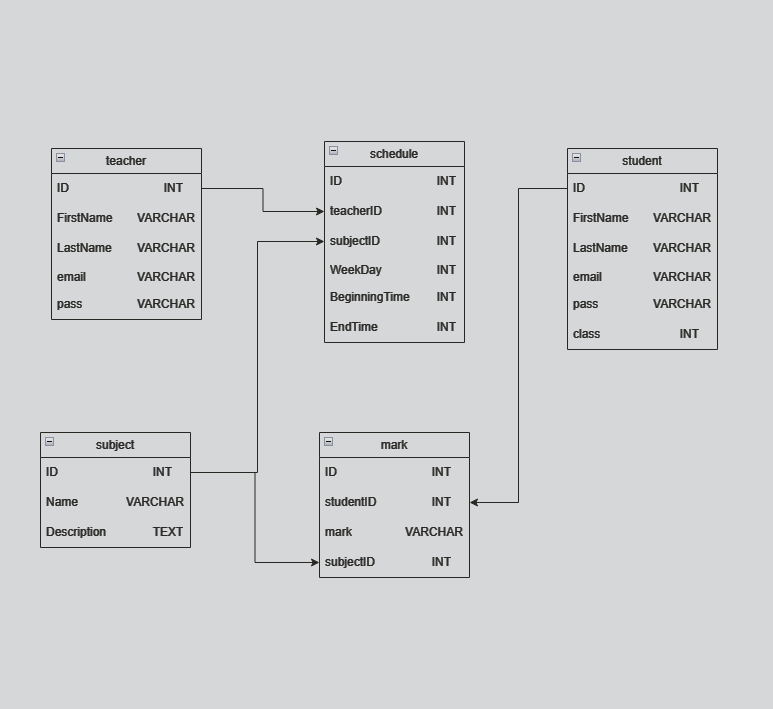 teacher
ID INT
FirstName VARCHAR
LastName VARCHAR
email VARCHAR
pass VARCHAR
schedule
ID INT
teacherID INT
subjectID INT
WeekDay INT
BeginningTime INT
EndTime INT
student
ID INT
FirstName VARCHAR
LastName VARCHAR
email VARCHAR
pass VARCHAR
class INT
subject
ID INT
Name VARCHAR
Description TEXT
mark
ID INT
studentID INT
mark VARCHAR
subjectID INT